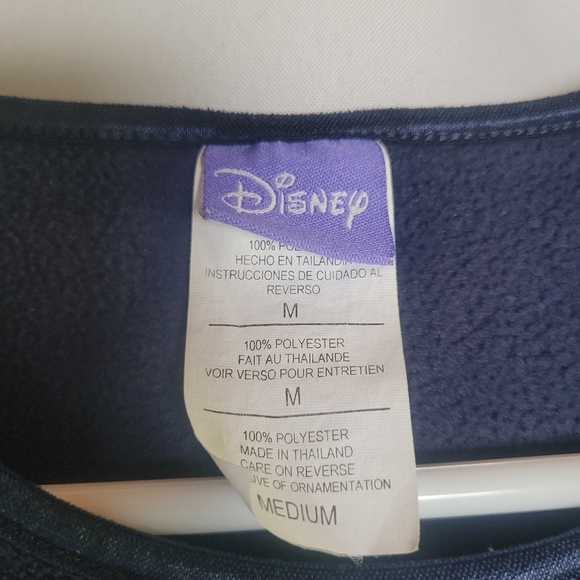 Disney
100%
HECHO EN TAILANDIA
INSTRUCCIONES DE CUIDADO AL
REVERSO
M
100% POLYESTER
FAIT AU THAILANDE
VOIR VERSO POUR ENTRETIEN
M
100% POLYESTER
MADE IN THAILAND
CARE ON REVERSE
OF ORNAMENTATION
MEDIUM